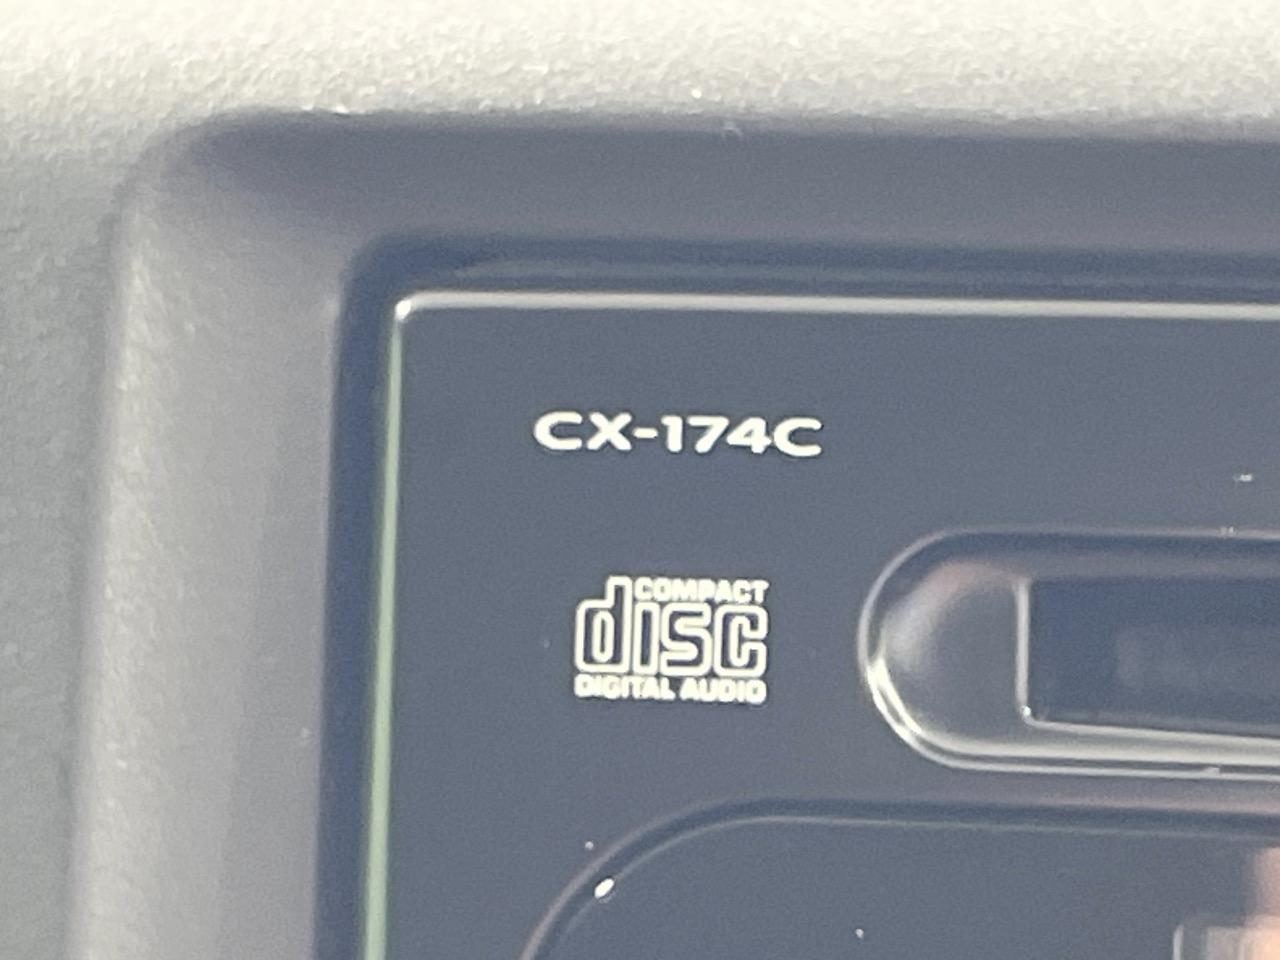 CX-174C
COMPACT
disc
DIGITAL AUDIO